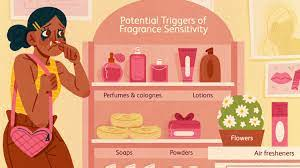 Potential Triggers of
Fragrance Sensitivity
Perfumes & colognes
Lotions
Soaps
Powders
Flowers
Air fresheners